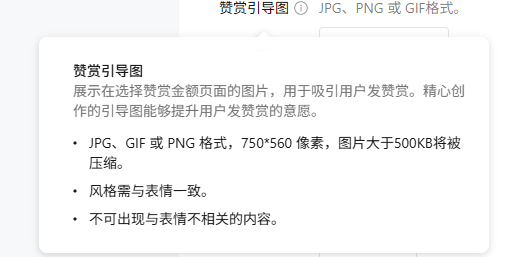 赞赏引导图 JPG、PNG 或 GIF格式。
赞赏引导图
展示在选择赞赏金额页面的图片，用于吸引用户发赞赏。精心创
作的引导图能够提升用户发赞赏的意愿。
• JPG、GIF 或 PNG 格式，750*560 像素，图片大于500KB将被
压缩。
• 风格需与表情一致。
• 不可出现与表情不相关的内容。